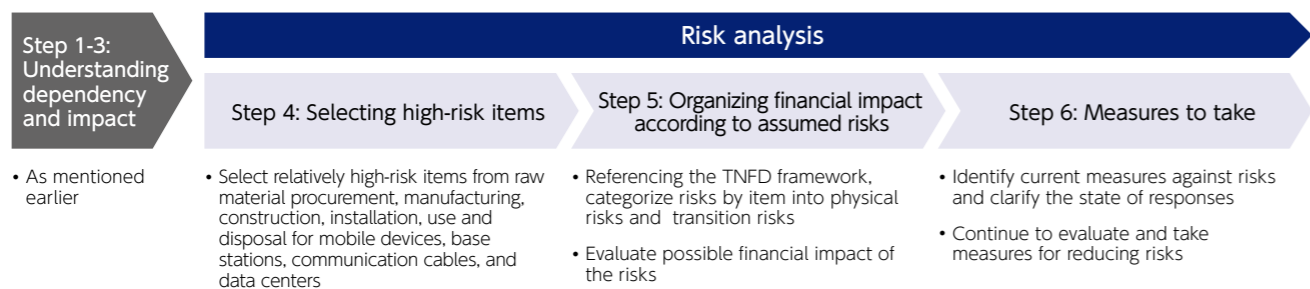 Step 1-3:
Understanding
dependency
and impact
Risk analysis
Step 4: Selecting high-risk items
Step 5: Organizing financial impact
according to assumed risks
Step 6: Measures to take
• As mentioned
earlier
• Select relatively high-risk items from raw
material procurement, manufacturing,
construction, installation, use and
disposal for mobile devices, base
stations, communication cables, and
data centers
• Referencing the TNFD framework,
categorize risks by item into physical
risks and transition risks
• Evaluate possible financial impact of
the risks
• Identify current measures against risks
and clarify the state of responses
• Continue to evaluate and take
measures for reducing risks